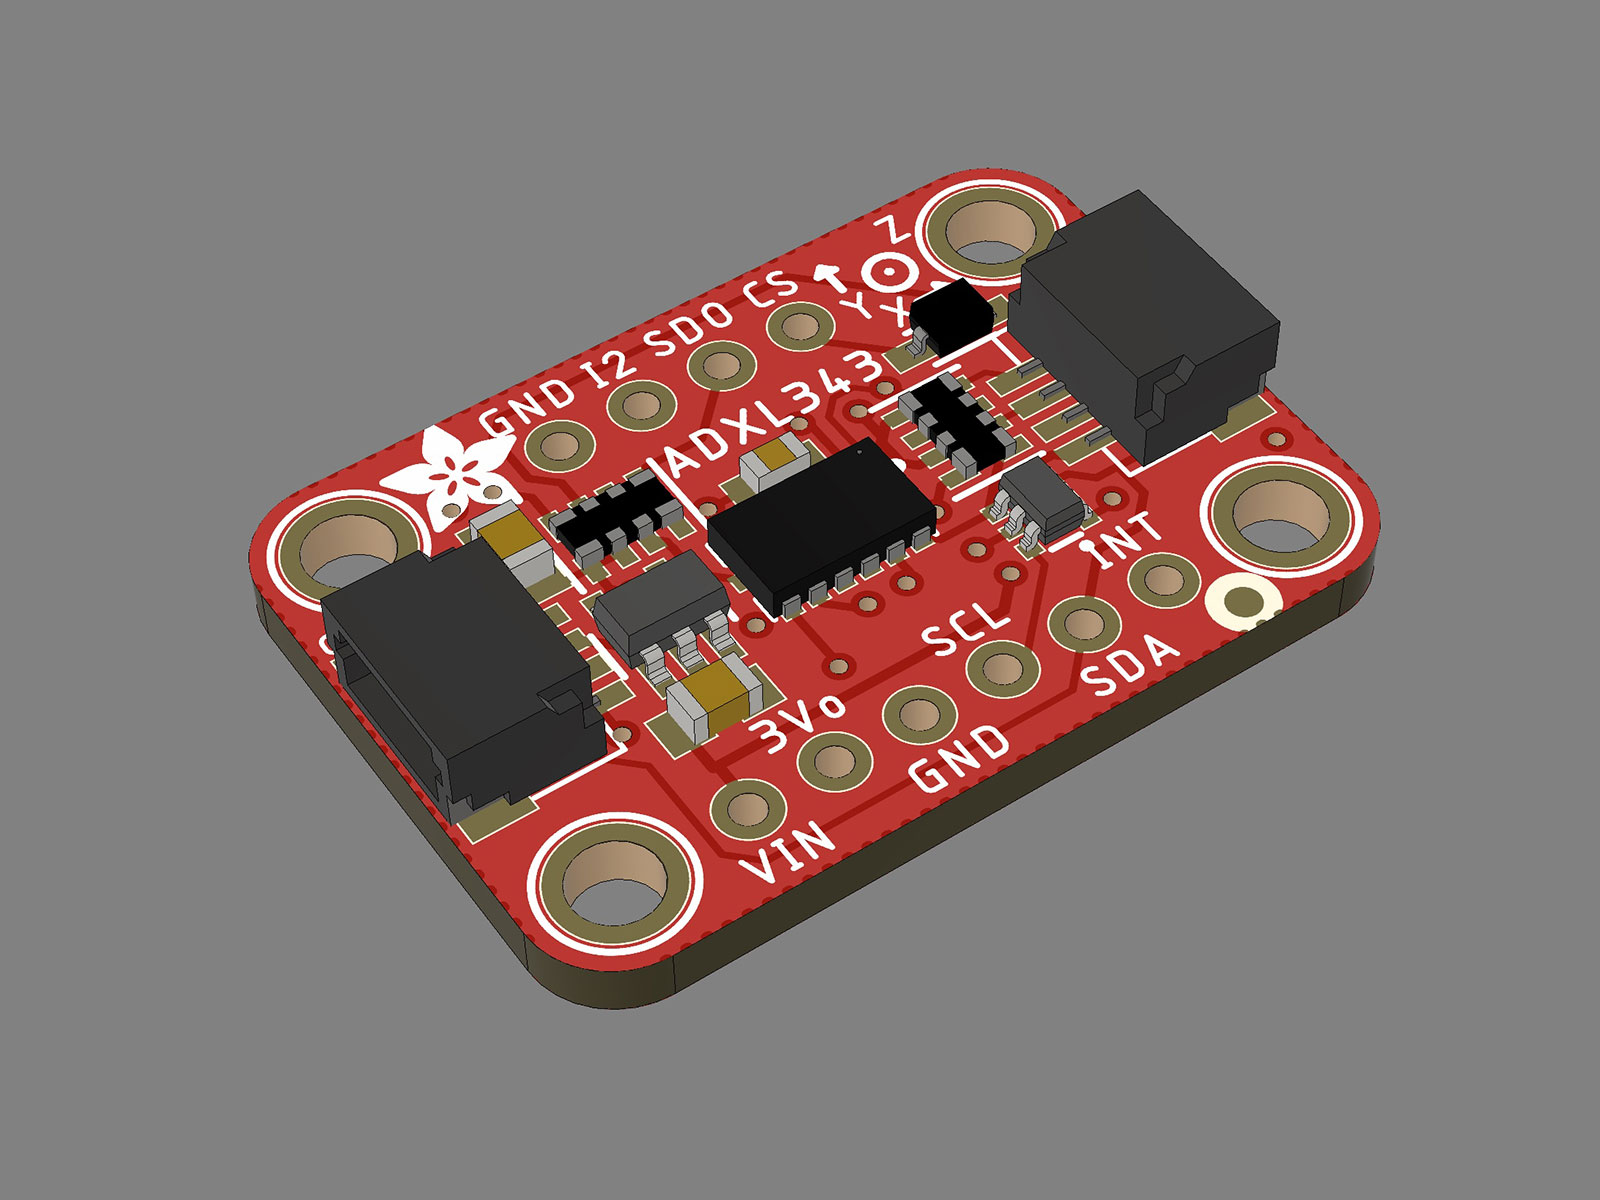 Z
Y X
GND I2 SDO CS
ADXL343
INT
SCL
SDA
3Vo
GND
VIN